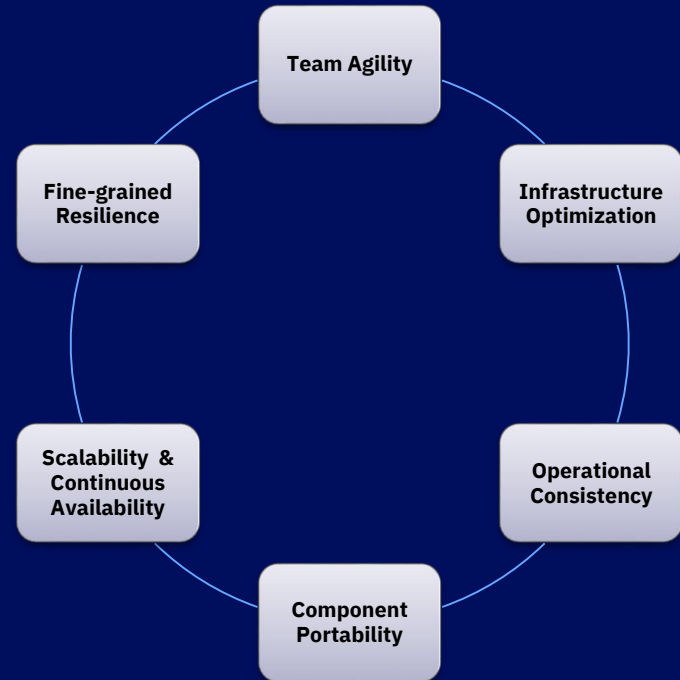 Team Agility
Infrastructure
Optimization
Operational
Consistency
Component
Portability
Scalability  &
Continuous
Availability
Fine-grained
Resilience